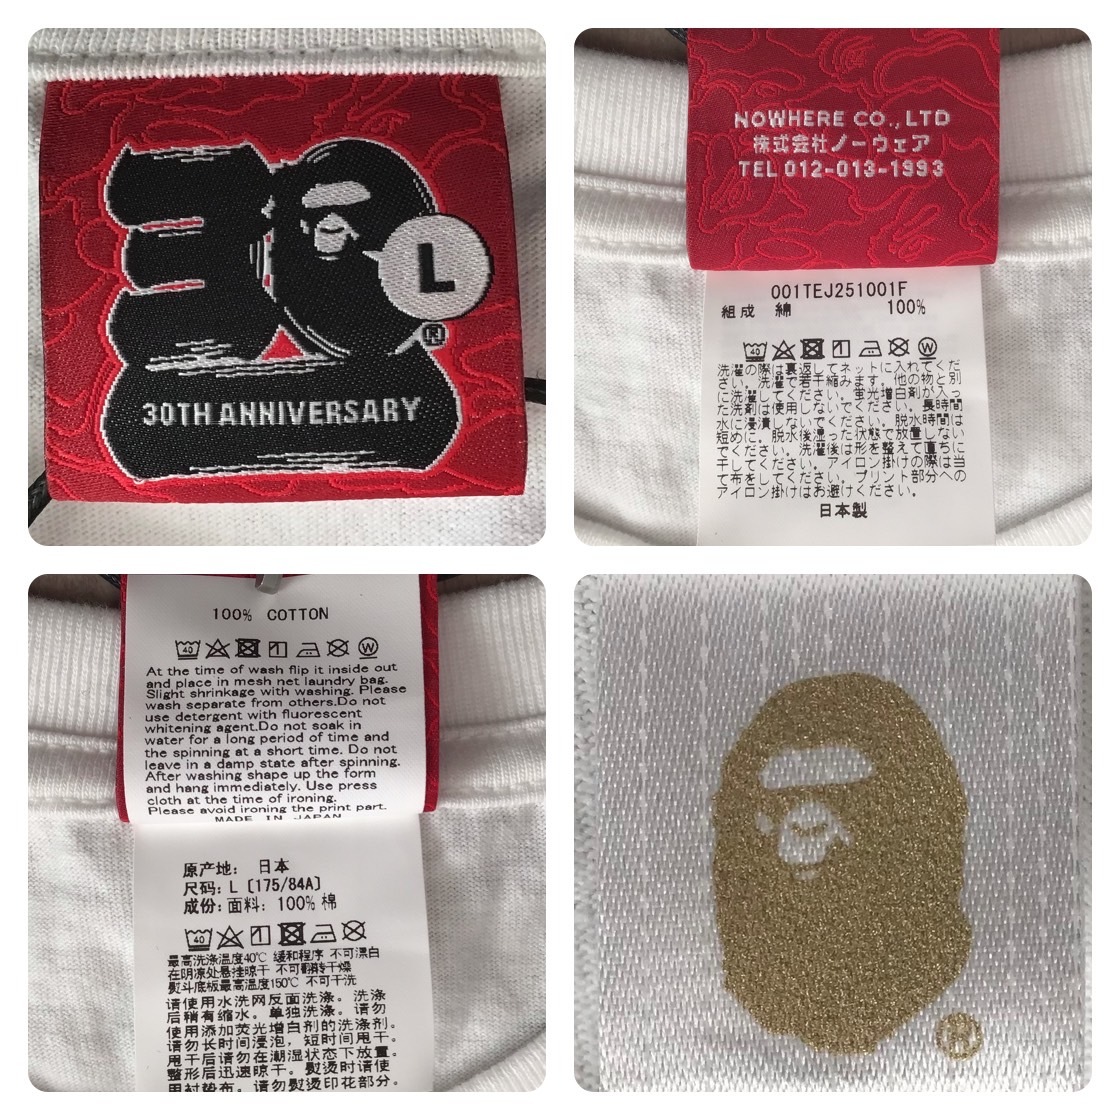 L
®
30TH ANNIVERSARY
NOWHERE CO.,LTD
株式会社ノーウェア
TEL 012-013-1993
001TEJ251001F
組成 綿 100%
40 W
洗濯の際は裏返してネットに入れてくだ
さい。洗濯で若干縮みます。他の物と別
に洗濯してください。蛍光増白剤が入っ
た洗剤は使用しないでください。長時間
水に浸漬しないでください。脱水時間は
短めに。脱水後湿った状態で放置しない
でください。洗濯後は形を整えて直ちに
干してください。アイロン掛けの際は当
て布をしてください。プリント部分への
アイロン掛けはお避けください。
日本製
100% COTTON
40 W
At the time of wash flip it inside out
and place in mesh net laundry bag.
Slight shrinkage with washing. Please
wash separate from others.Do not
use detergent with fluorescent
whitening agent.Do not soak in
water for a long period of time and
the spinning at a short time. Do not
leave in a damp state after spinning.
After washing shape up the form
and hang immediately. Use press
cloth at the time of ironing.
Please avoid ironing the print part.
MADE IN JAPAN
原产地: 日本
尺码: L [175/84A]
成份: 面料: 100% 棉
40
最高洗涤温度40℃ 缓和程序 不可漂白
在阴凉处悬挂晾干 不可翻转干燥
熨斗底板最高温度150℃ 不可干洗
请使用水洗网反面洗涤。洗涤
后稍有缩水。单独洗涤。请勿
使用添加荧光增白剂的洗涤剂。
请勿长时间浸泡，短时间甩干。
甩干后请勿在潮湿状态下放置。
整形后迅速晾干。熨烫时请使
用衬垫布。请勿熨烫印花部分。
®